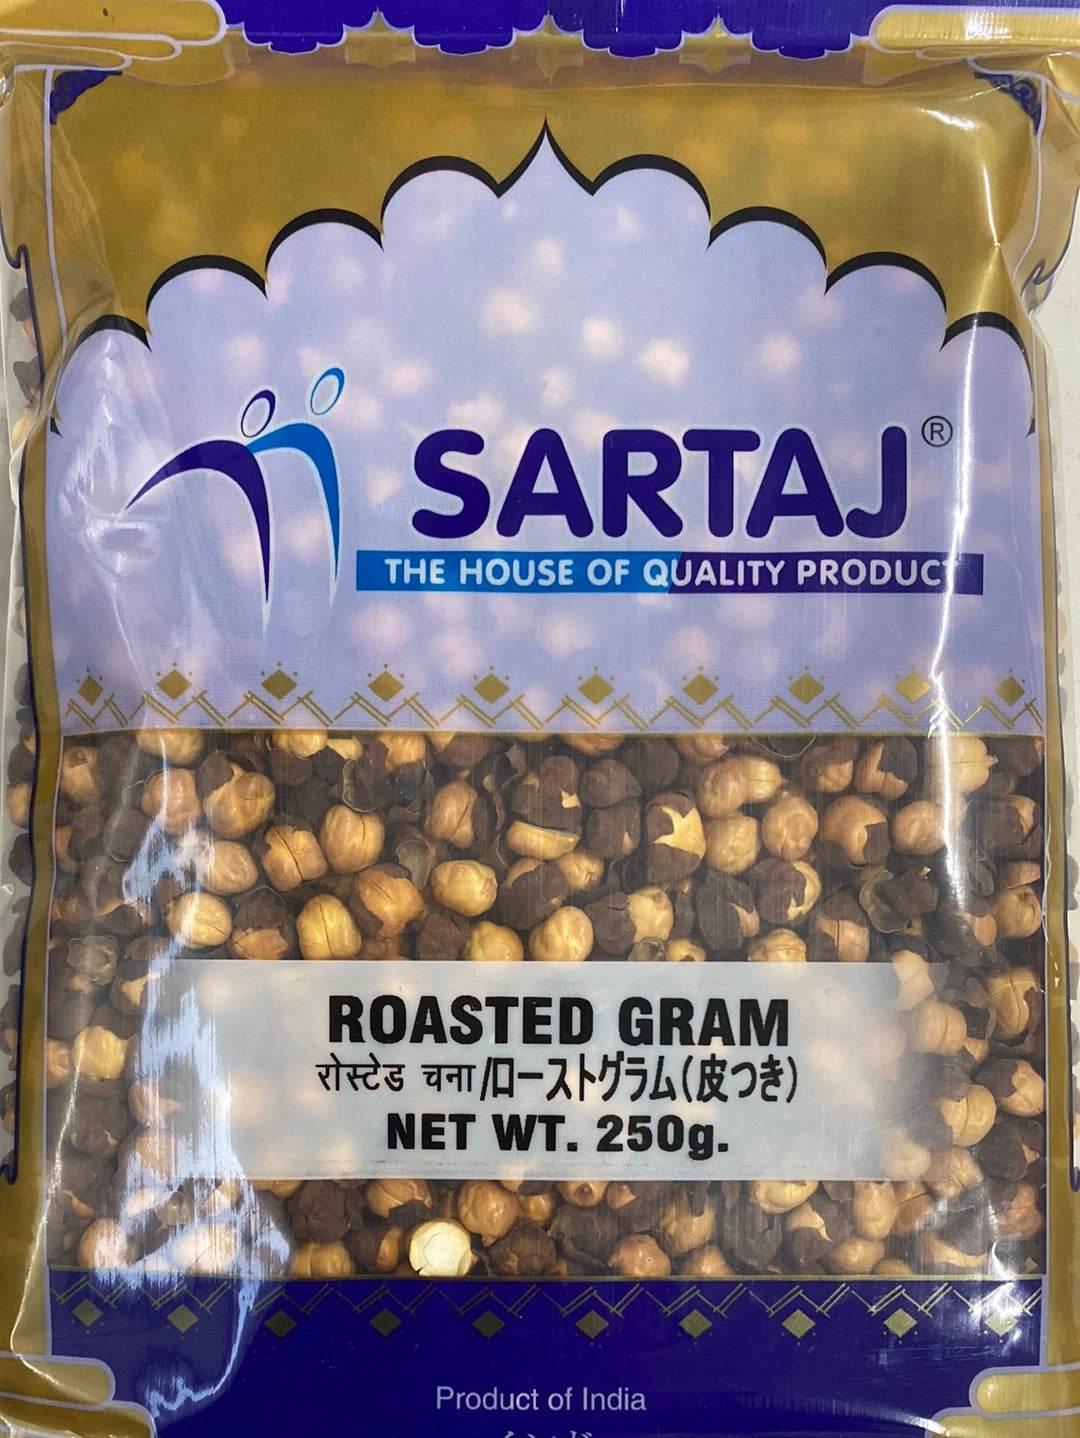 SARTAJ®
THE HOUSE OF QUALITY PRODUCT
ROASTED GRAM
रोस्टेड चना/ローストグラム(皮つき)
NET WT. 250g.
Product of India